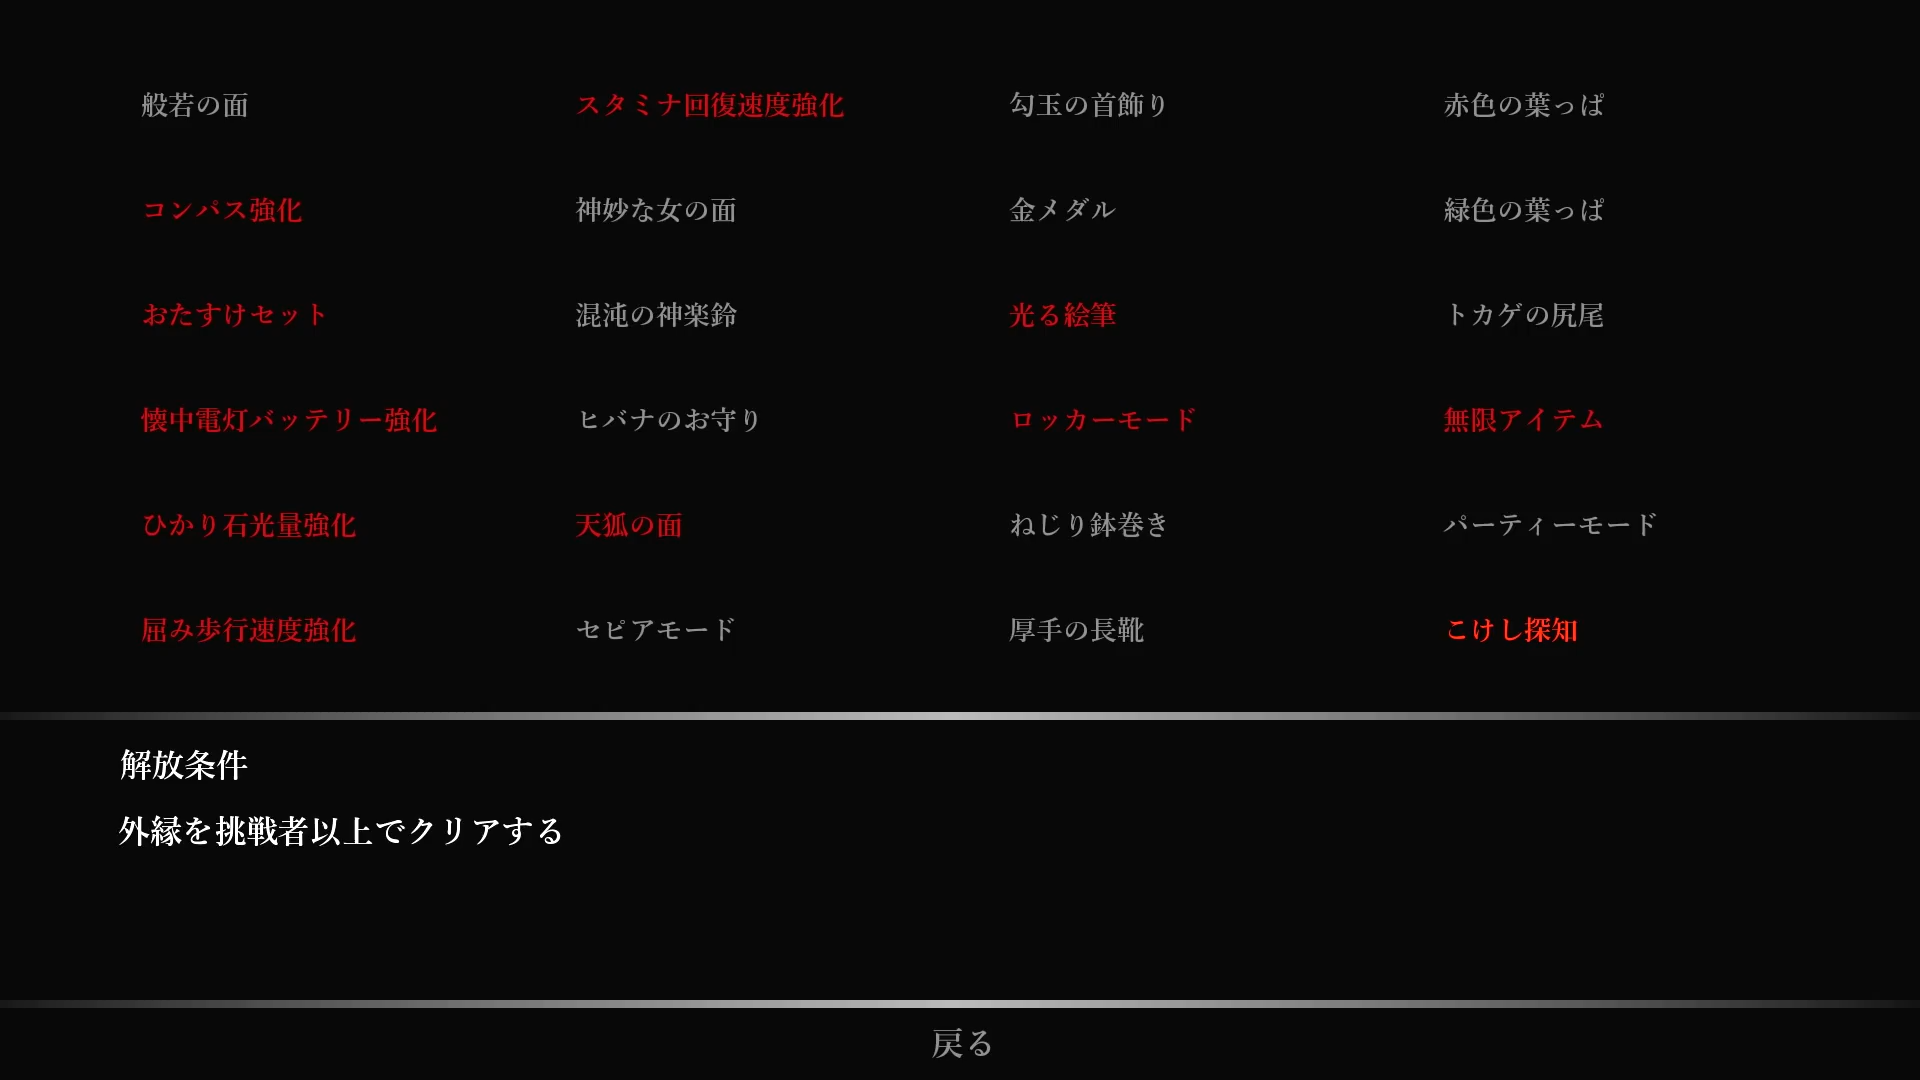 般若の面 スタミナ回復速度強化 勾玉の首飾り 赤色の葉っぱ
コンパス強化 神妙な女の面 金メダル 緑色の葉っぱ
おたすけセット 混沌の神楽鈴 光る絵筆 トカゲの尻尾
懐中電灯バッテリー強化 ヒバナのお守り ロッカーモード 無限アイテム
ひかり石光量強化 天狐の面 ねじり鉢巻き パーティーモード
屈み歩行速度強化 セピアモード 厚手の長靴 こけし探知
解放条件
外縁を挑戦者以上でクリアする
戻る